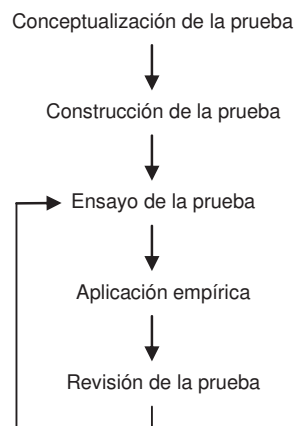 Conceptualización de la prueba
Construcción de la prueba
Ensayo de la prueba
Aplicación empírica
Revisión de la prueba